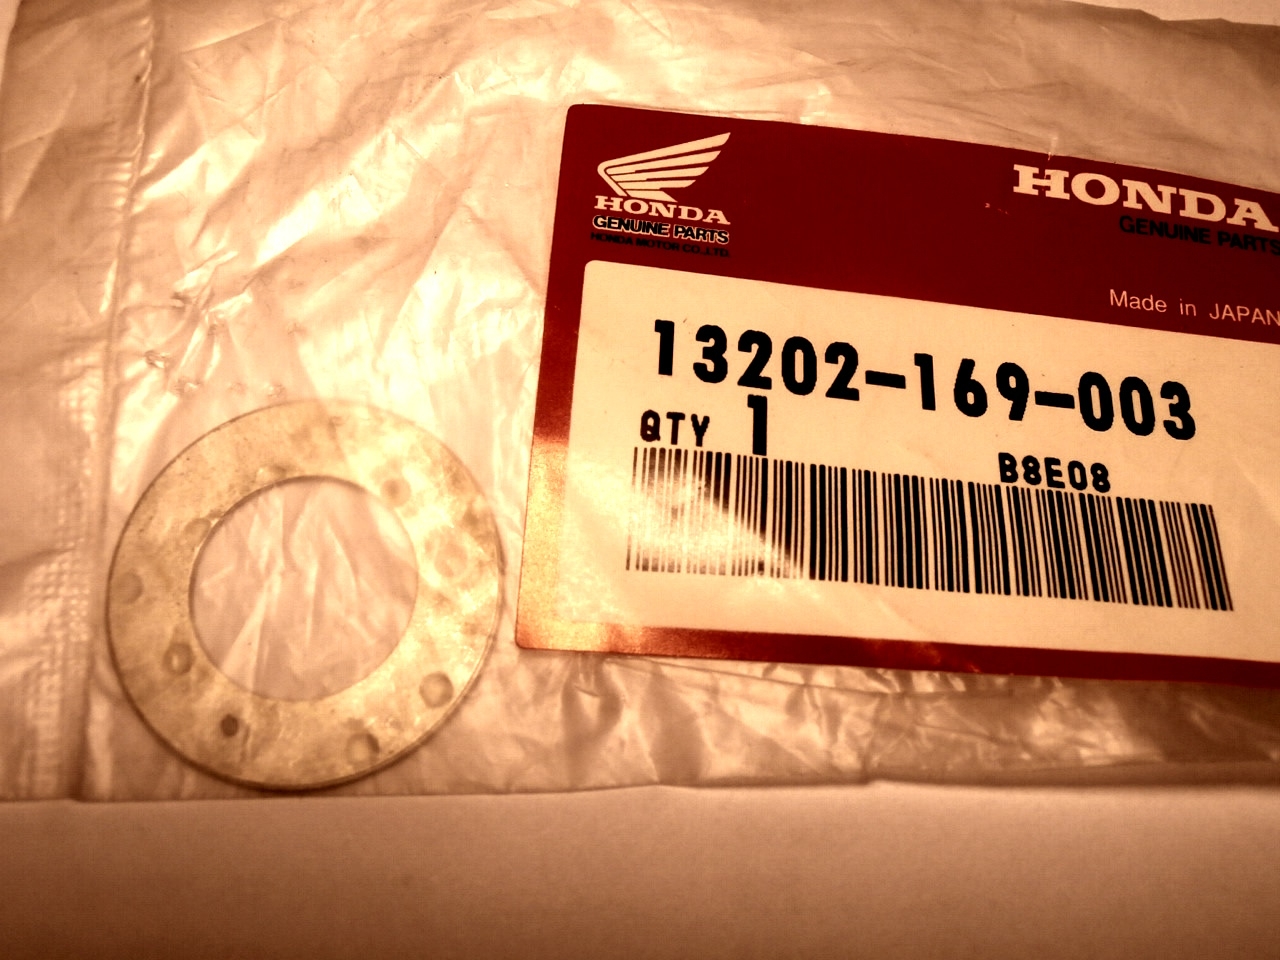 HONDA
GENUINE PARTS
HONDA MOTOR CO.,LTD.
HONDA
GENUINE PARTS
Made in JAPAN
13202-169-003
QTY 1
B8E08